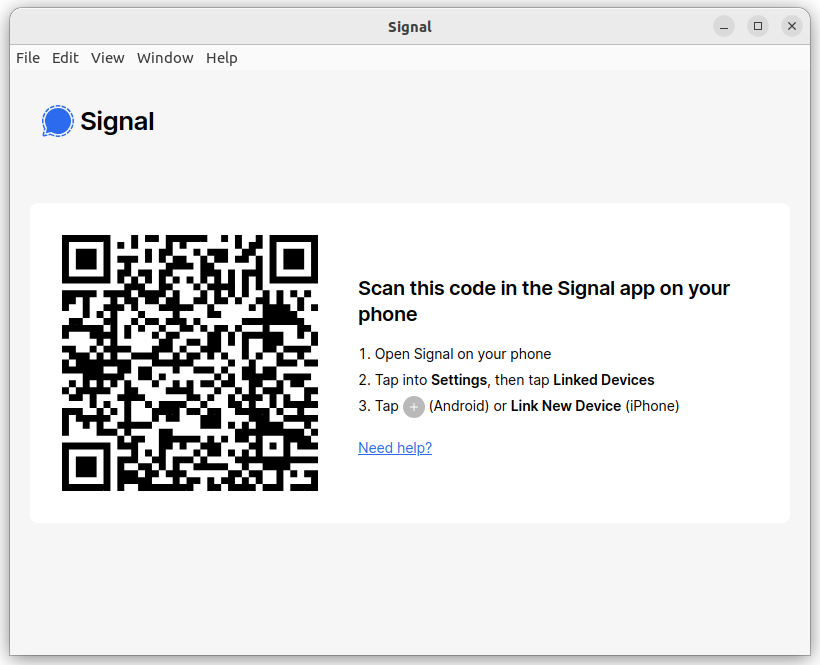 Signal
File Edit View Window Help
Signal
Scan this code in the Signal app on your
phone
1. Open Signal on your phone
2. Tap into Settings, then tap Linked Devices
3. Tap + (Android) or Link New Device (iPhone)
Need help?